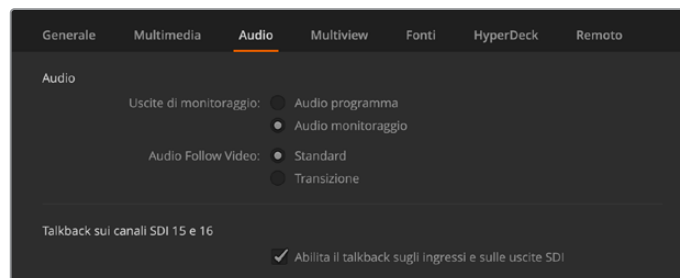 Generale Multimedia Audio Multiview Fonti HyperDeck Remoto
Audio
Uscite di monitoraggio: Audio programma
Audio monitoraggio
Audio Follow Video: Standard
Transizione
Talkback sui canali SDI 15 e 16
Abilita il talkback sugli ingressi e sulle uscite SDI